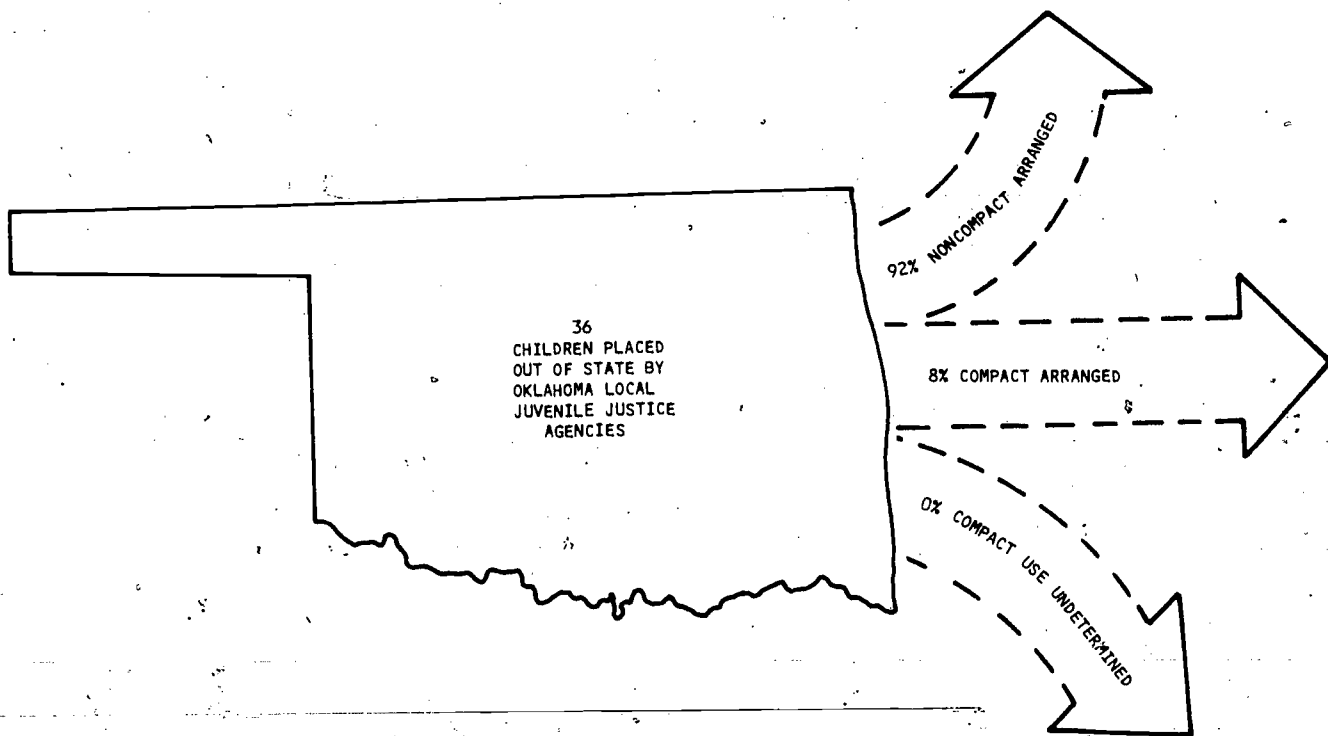 92% NONCOMPACT ARRANGED
36
CHILDREN PLACED
OUT OF STATE BY
OKLAHOMA LOCAL
JUVENILE JUSTICE
AGENCIES
8% COMPACT ARRANGED
0% COMPACT USE UNDETERMINED